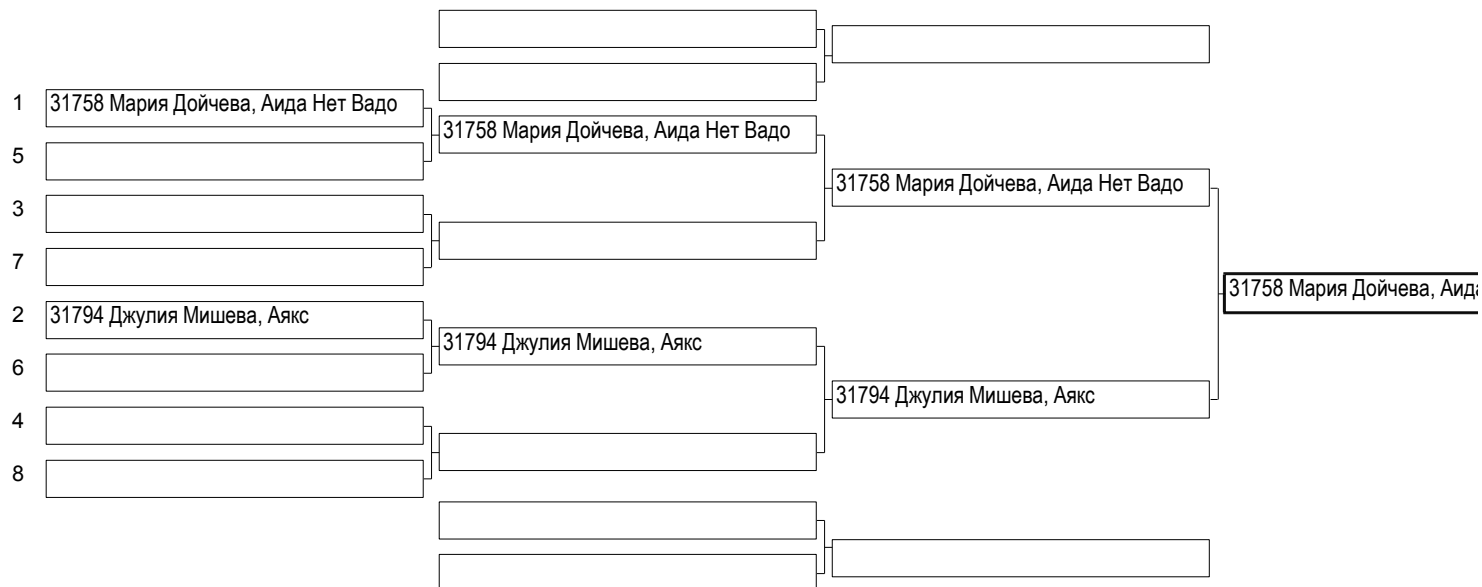 1 31758 Мария Дойчева, Аида Нет Вадо
31758 Мария Дойчева, Аида Нет Вадо
5
31758 Мария Дойчева, Аида Нет Вадо
3
7
31758 Мария Дойчева, Аида
2 31794 Джулия Мишева, Аякс
31794 Джулия Мишева, Аякс
6
31794 Джулия Мишева, Аякс
4
8